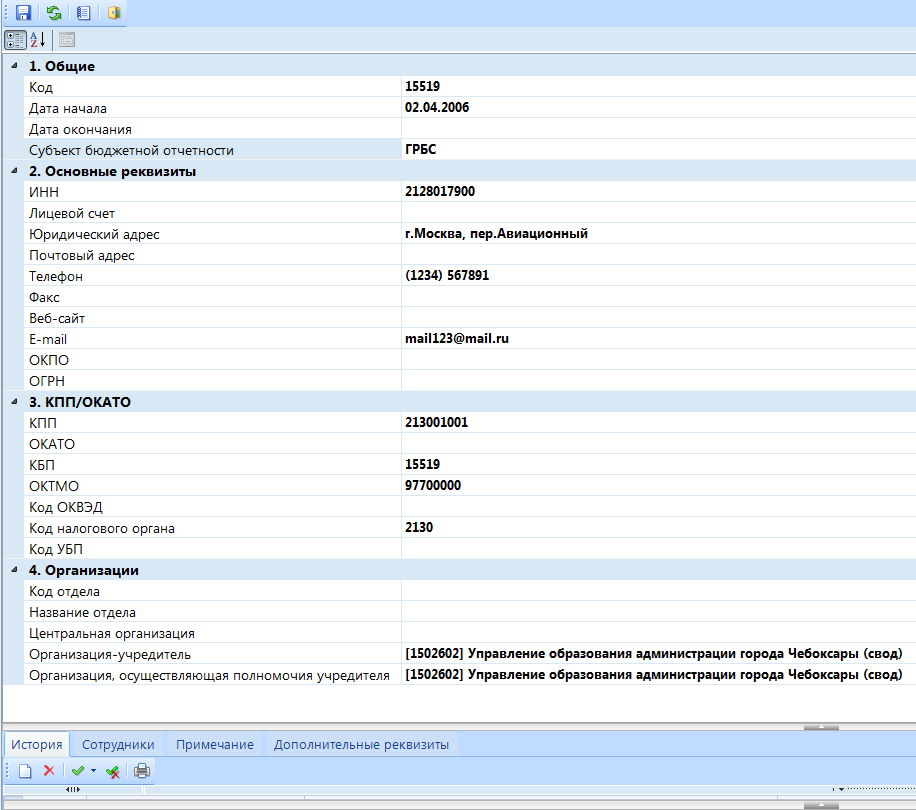 1. Общие
Код 15519
Дата начала 02.04.2006
Дата окончания
Субъект бюджетной отчетности ГРБС
2. Основные реквизиты
ИНН 2128017900
Лицевой счет
Юридический адрес г.Москва, пер.Авиационный
Почтовый адрес
Телефон (1234) 567891
Факс
Веб-сайт
E-mail mail123@mail.ru
ОКПО
ОГРН
3. КПП/ОКАТО
КПП 213001001
ОКАТО
КБП 15519
ОКТМО 97700000
Код ОКВЭД
Код налогового органа 2130
Код УБП
4. Организации
Код отдела
Название отдела
Центральная организация
Организация-учредитель [1502602] Управление образования администрации города Чебоксары (свод)
Организация, осуществляющая полномочия учредителя [1502602] Управление образования администрации города Чебоксары (свод)
История Сотрудники Примечание Дополнительные реквизиты